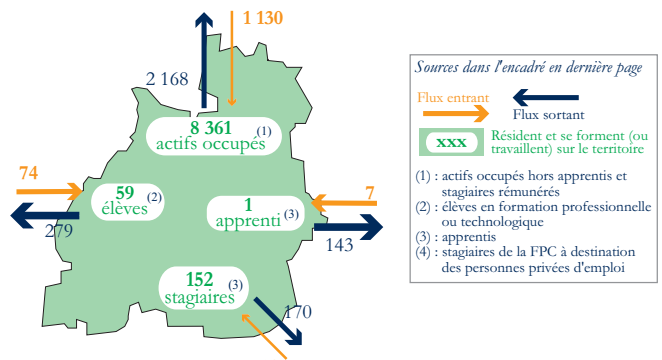 1 130
2 168
8 361
actifs occupés (1)
74
59
élèves (2)
279
1
apprenti (3)
7
143
152
stagiaires (3)
170
Sources dans l'encadré en dernière page
Flux entrant
Flux sortant
xxx
Résident et se forment (ou
travaillent) sur le territoire
(1) : actifs occupés hors apprentis et
stagiaires rémunérés
(2) : élèves en formation professionnelle
ou technologique
(3) : apprentis
(4) : stagiaires de la FPC à destination
des personnes privées d'emploi